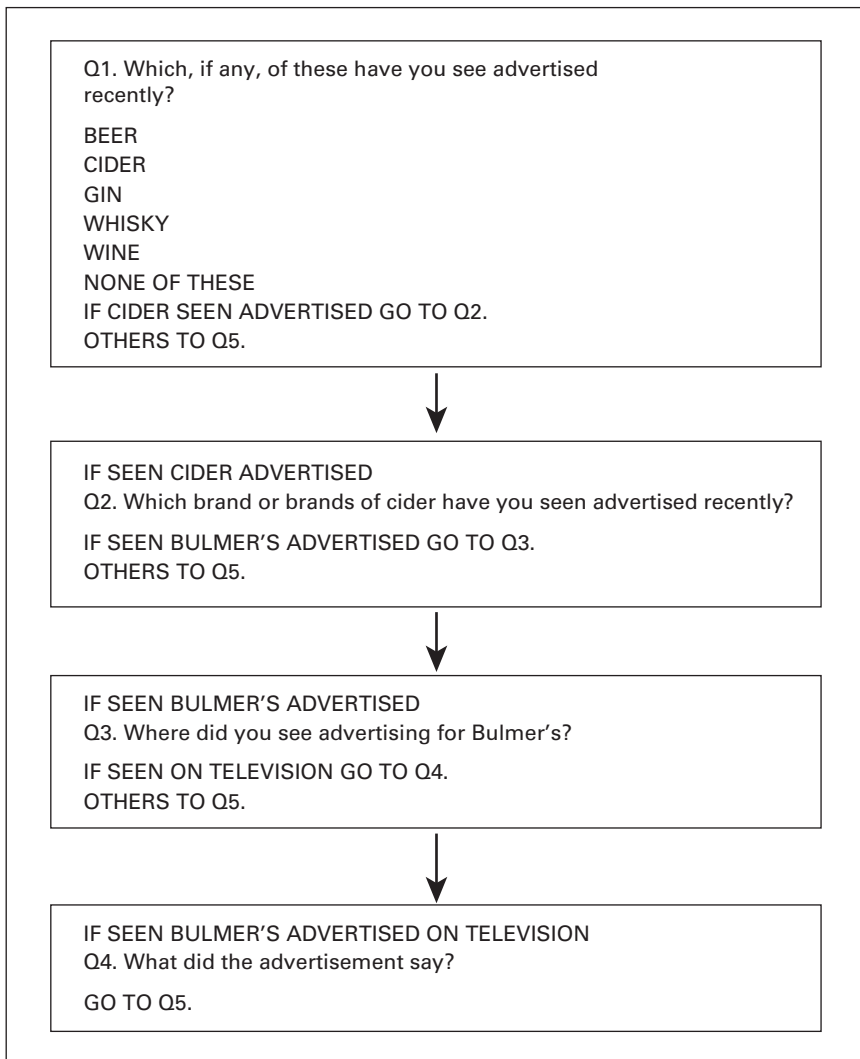 Q1. Which, if any, of these have you see advertised
recently?
BEER
CIDER
GIN
WHISKY
WINE
NONE OF THESE
IF CIDER SEEN ADVERTISED GO TO Q2.
OTHERS TO Q5.
IF SEEN CIDER ADVERTISED
Q2. Which brand or brands of cider have you seen advertised recently?
IF SEEN BULMER'S ADVERTISED GO TO Q3.
OTHERS TO Q5.
IF SEEN BULMER'S ADVERTISED
Q3. Where did you see advertising for Bulmer's?
IF SEEN ON TELEVISION GO TO Q4.
OTHERS TO Q5.
IF SEEN BULMER'S ADVERTISED ON TELEVISION
Q4. What did the advertisement say?
GO TO Q5.